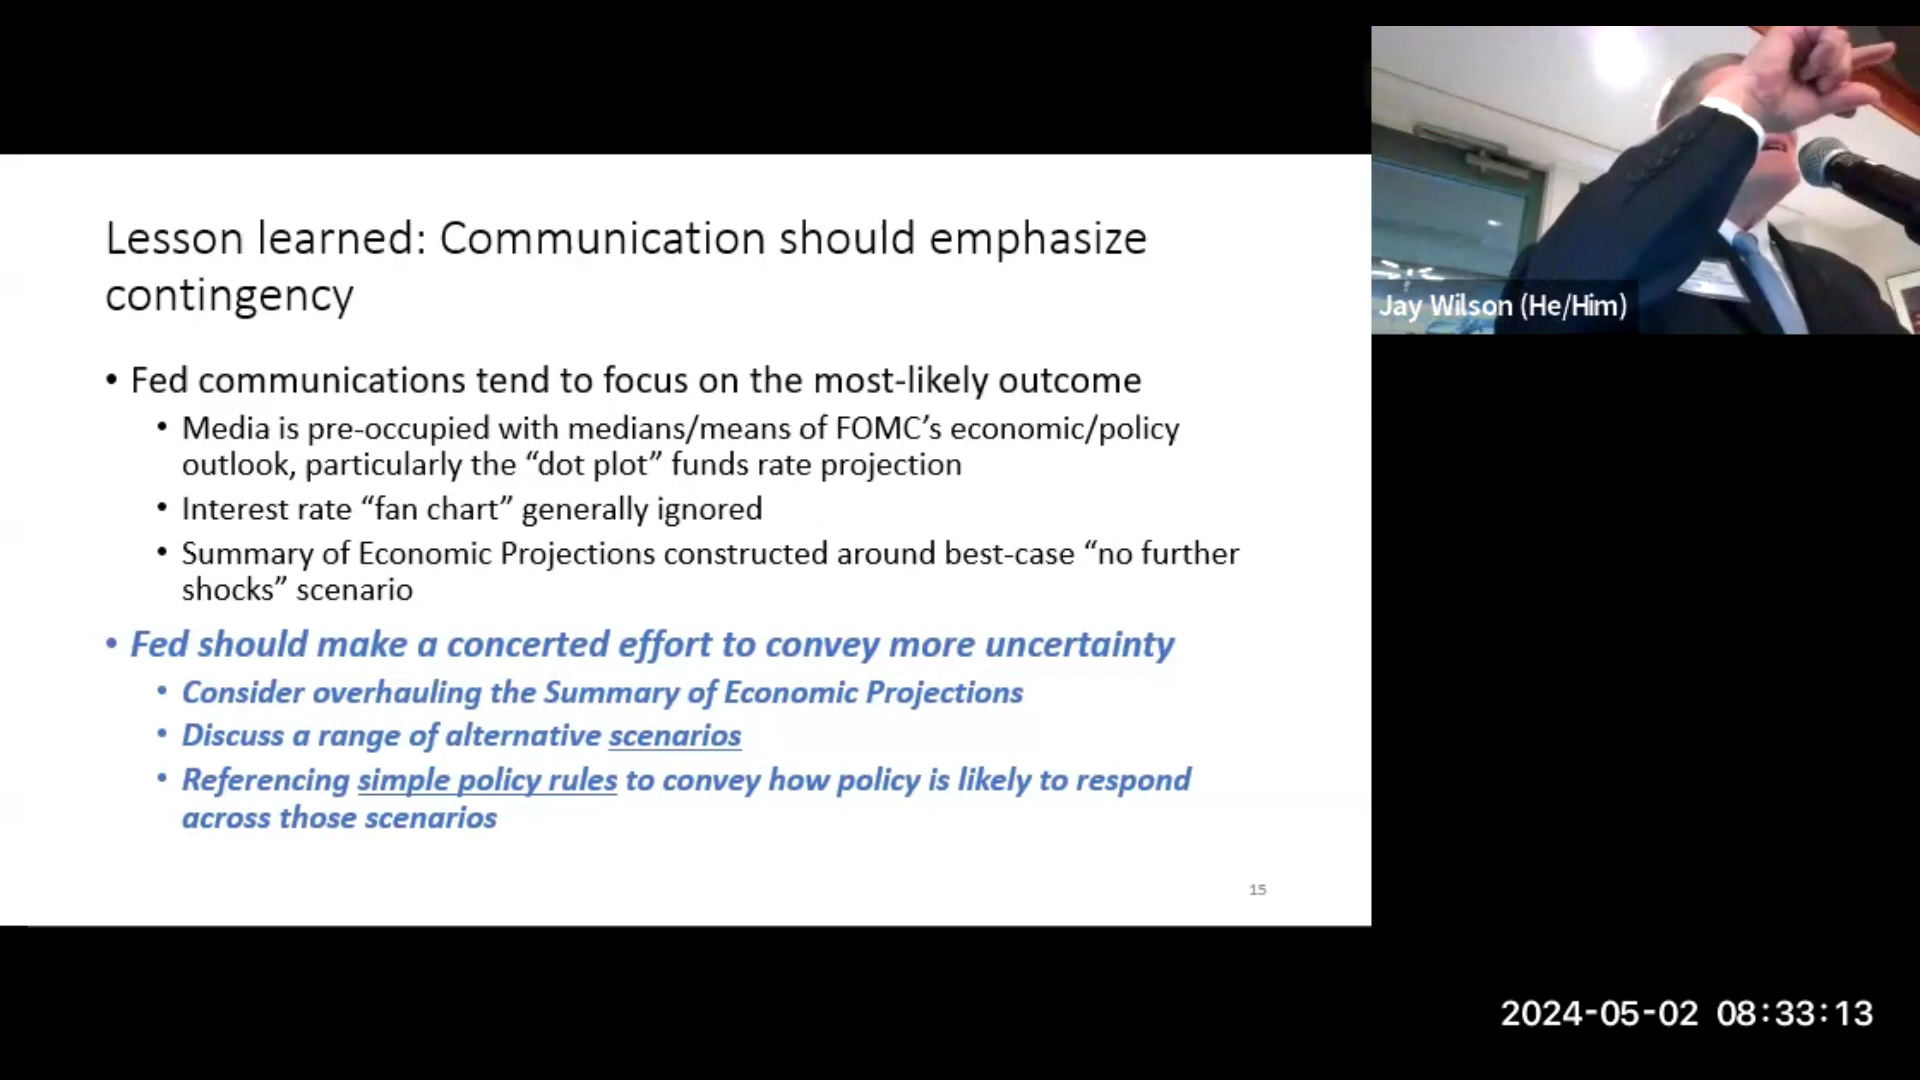 Lesson learned: Communication should emphasize
contingency
• Fed communications tend to focus on the most-likely outcome
• Media is pre-occupied with medians/means of FOMC’s economic/policy
outlook, particularly the “dot plot” funds rate projection
• Interest rate “fan chart” generally ignored
• Summary of Economic Projections constructed around best-case “no further
shocks” scenario
• Fed should make a concerted effort to convey more uncertainty
• Consider overhauling the Summary of Economic Projections
• Discuss a range of alternative scenarios
• Referencing simple policy rules to convey how policy is likely to respond
across those scenarios
15
Jay Wilson (He/Him)
2024-05-02 08:33:13